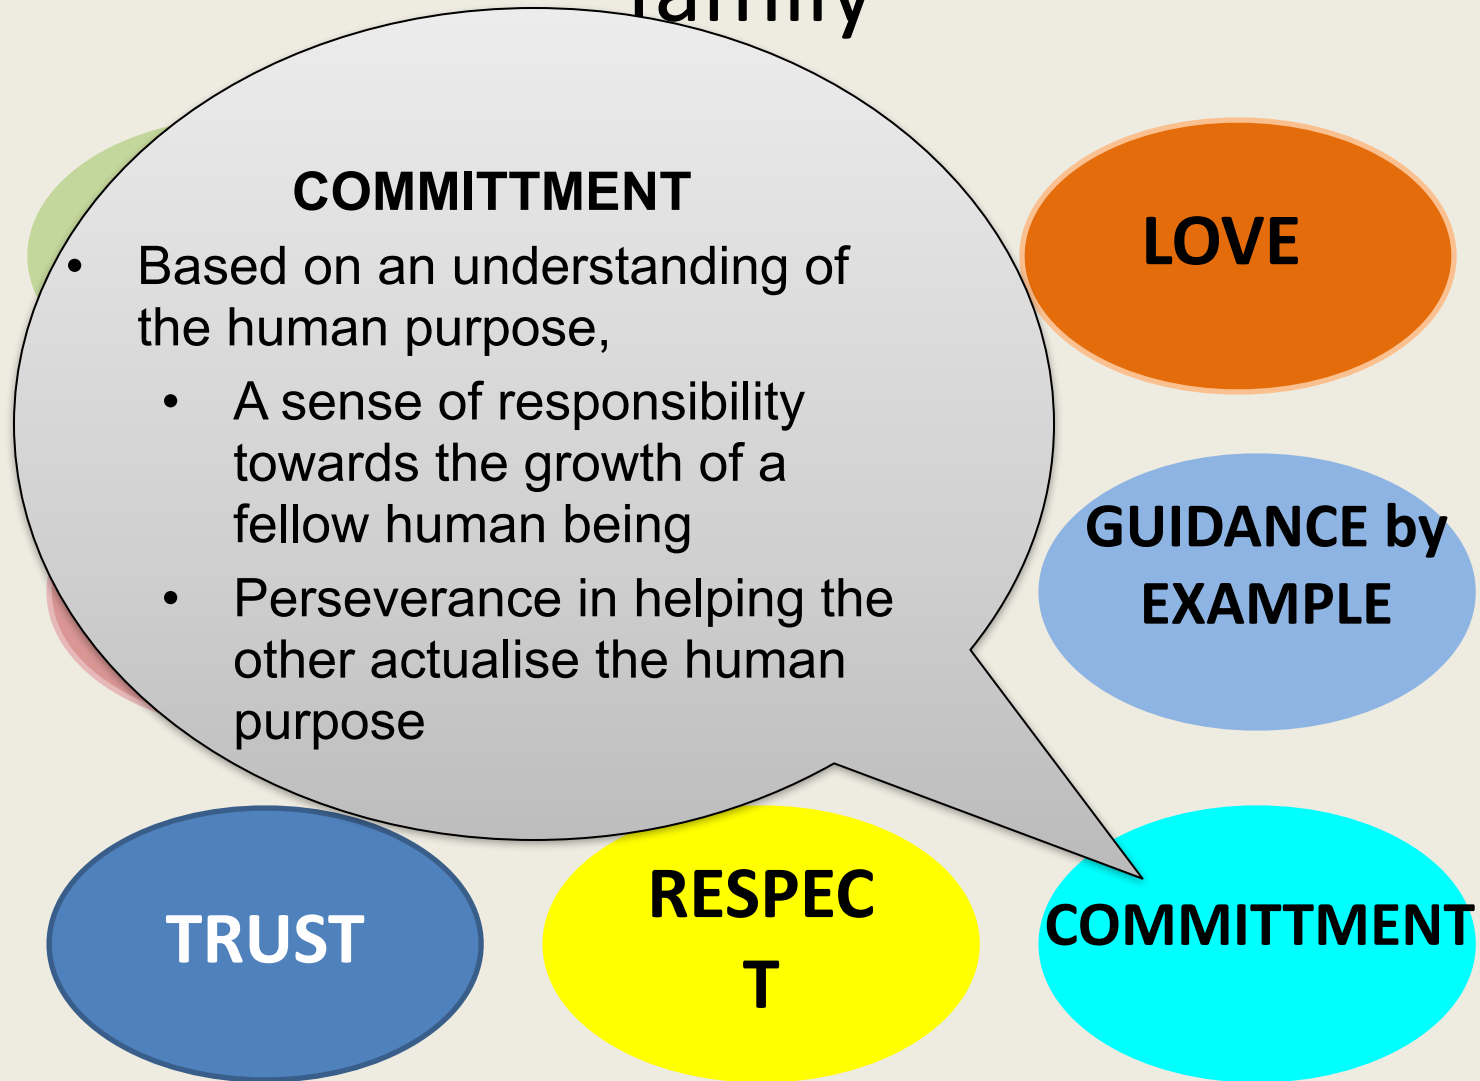 family
COMMITTMENT
• Based on an understanding of
the human purpose,
• A sense of responsibility
towards the growth of a
fellow human being
• Perseverance in helping the
other actualise the human
purpose
LOVE
GUIDANCE by
EXAMPLE
TRUST
RESPEC
T
COMMITTMENT